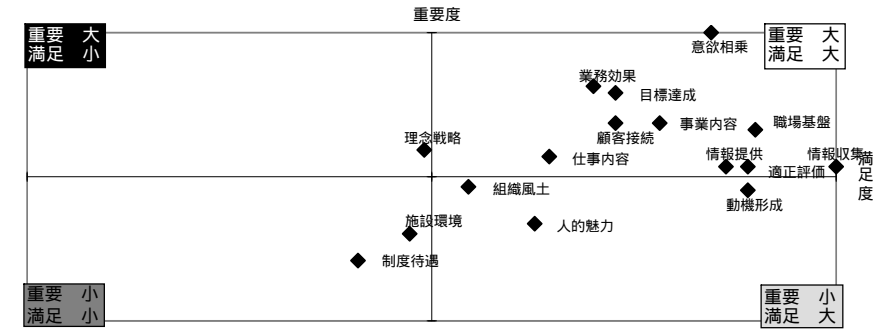 重要度
重要 大
満足 小
重要 大
満足 大
意欲相乗
業務効果
目標達成
顧客接続
事業内容
職場基盤
理念戦略
仕事内容
情報提供
情報収集
適正評価
満足度
組織風土
動機形成
施設環境
人的魅力
制度待遇
重要 小
満足 小
重要 小
満足 大